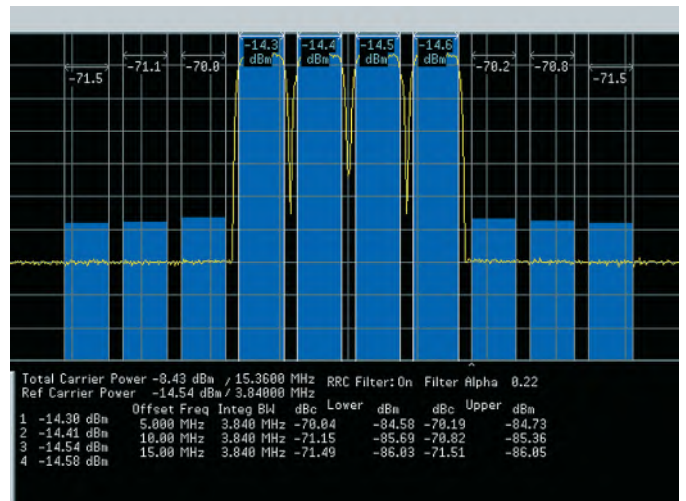 -14.3 -14.4 -14.5 -14.6
dBm dBm dBm dBm
-71.5 -71.1 -70.0 -70.2 -70.8 -71.5
Total Carrier Power -8.43 dBm / 15.3600 MHz RRC Filter: On Filter Alpha 0.22
Ref Carrier Power -14.54 dBm / 3.84000 MHz
Offset Freq Integ BW dBc Lower dBm dBc Upper dBm
1 -14.30 dBm 5.000 MHz 3.840 MHz -70.04 -84.58 -70.19 -84.73
2 -14.41 dBm 10.00 MHz 3.840 MHz -71.15 -85.69 -70.82 -85.36
3 -14.54 dBm 15.00 MHz 3.840 MHz -71.49 -86.03 -71.51 -86.05
4 -14.58 dBm